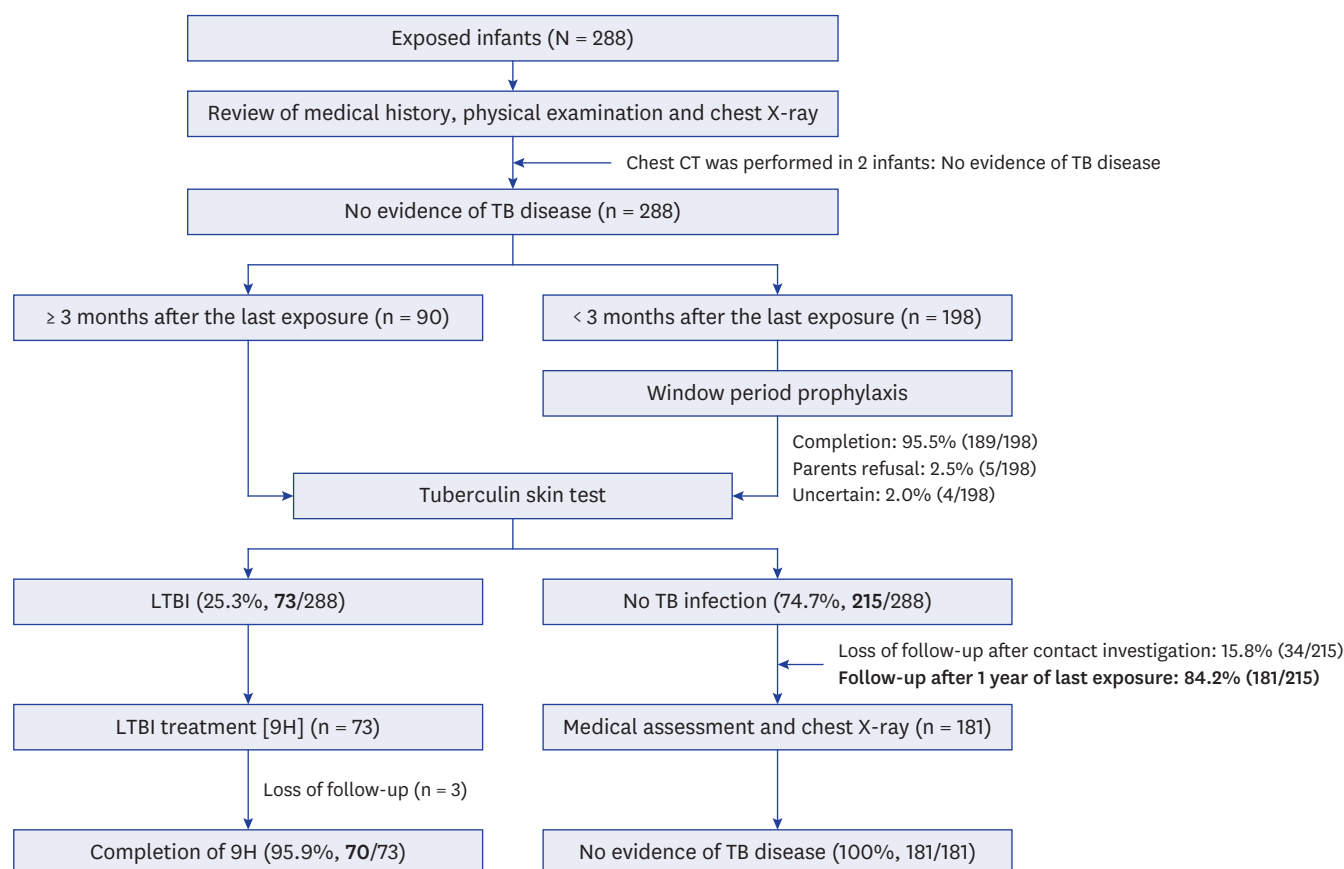 Exposed infants (N = 288)
Review of medical history, physical examination and chest X-ray
Chest CT was performed in 2 infants: No evidence of TB disease
No evidence of TB disease (n = 288)
≥ 3 months after the last exposure (n = 90)
< 3 months after the last exposure (n = 198)
Window period prophylaxis
Completion: 95.5% (189/198)
Parents refusal: 2.5% (5/198)
Uncertain: 2.0% (4/198)
Tuberculin skin test
LTBI (25.3%, 73/288)
No TB infection (74.7%, 215/288)
Loss of follow-up after contact investigation: 15.8% (34/215)
Follow-up after 1 year of last exposure: 84.2% (181/215)
LTBI treatment [9H] (n = 73)
Medical assessment and chest X-ray (n = 181)
Loss of follow-up (n = 3)
Completion of 9H (95.9%, 70/73)
No evidence of TB disease (100%, 181/181)